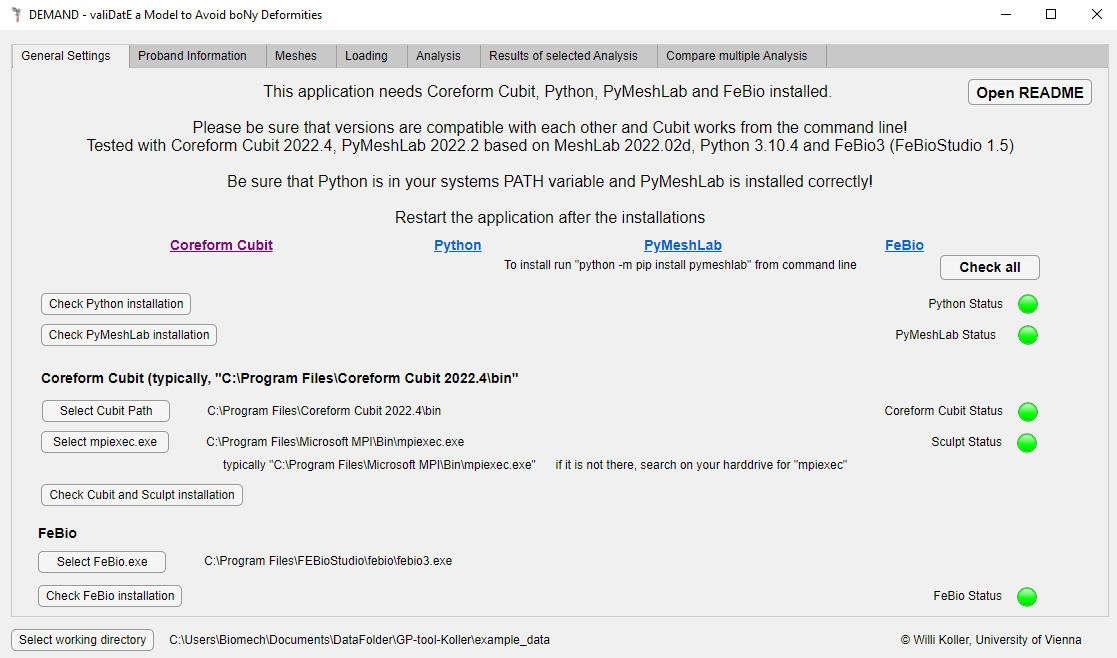 DEMAND - valiDatE a Model to Avoid boNy Deformities
General Settings Proband Information Meshes Loading Analysis Results of selected Analysis Compare multiple Analysis
This application needs Coreform Cubit, Python, PyMeshLab and FeBio installed.
Open README
Please be sure that versions are compatible with each other and Cubit works from the command line!
Tested with Coreform Cubit 2022.4, PyMeshLab 2022.2 based on MeshLab 2022.02d, Python 3.10.4 and FeBio3 (FeBioStudio 1.5)
Be sure that Python is in your systems PATH variable and PyMeshLab is installed correctly!
Restart the application after the installations
Coreform Cubit Python PyMeshLab FeBio
To install run "python -m pip install pymeshlab" from command line
Check all
Check Python installation Python Status
Check PyMeshLab installation PyMeshLab Status
Coreform Cubit (typically, "C:\Program Files\Coreform Cubit 2022.4\bin"
Select Cubit Path C:\Program Files\Coreform Cubit 2022.4\bin Coreform Cubit Status
Select mpiexec.exe C:\Program Files\Microsoft MPI\Bin\mpiexec.exe Sculpt Status
typically "C:\Program Files\Microsoft MPI\Bin\mpiexec.exe" if it is not there, search on your harddrive for "mpiexec"
Check Cubit and Sculpt installation
FeBio
Select FeBio.exe C:\Program Files\FEBioStudio\febio\febio3.exe
Check FeBio installation FeBio Status
Select working directory C:\Users\Biomech\Documents\DataFolder\GP-tool-Koller\example_data © Willi Koller, University of Vienna